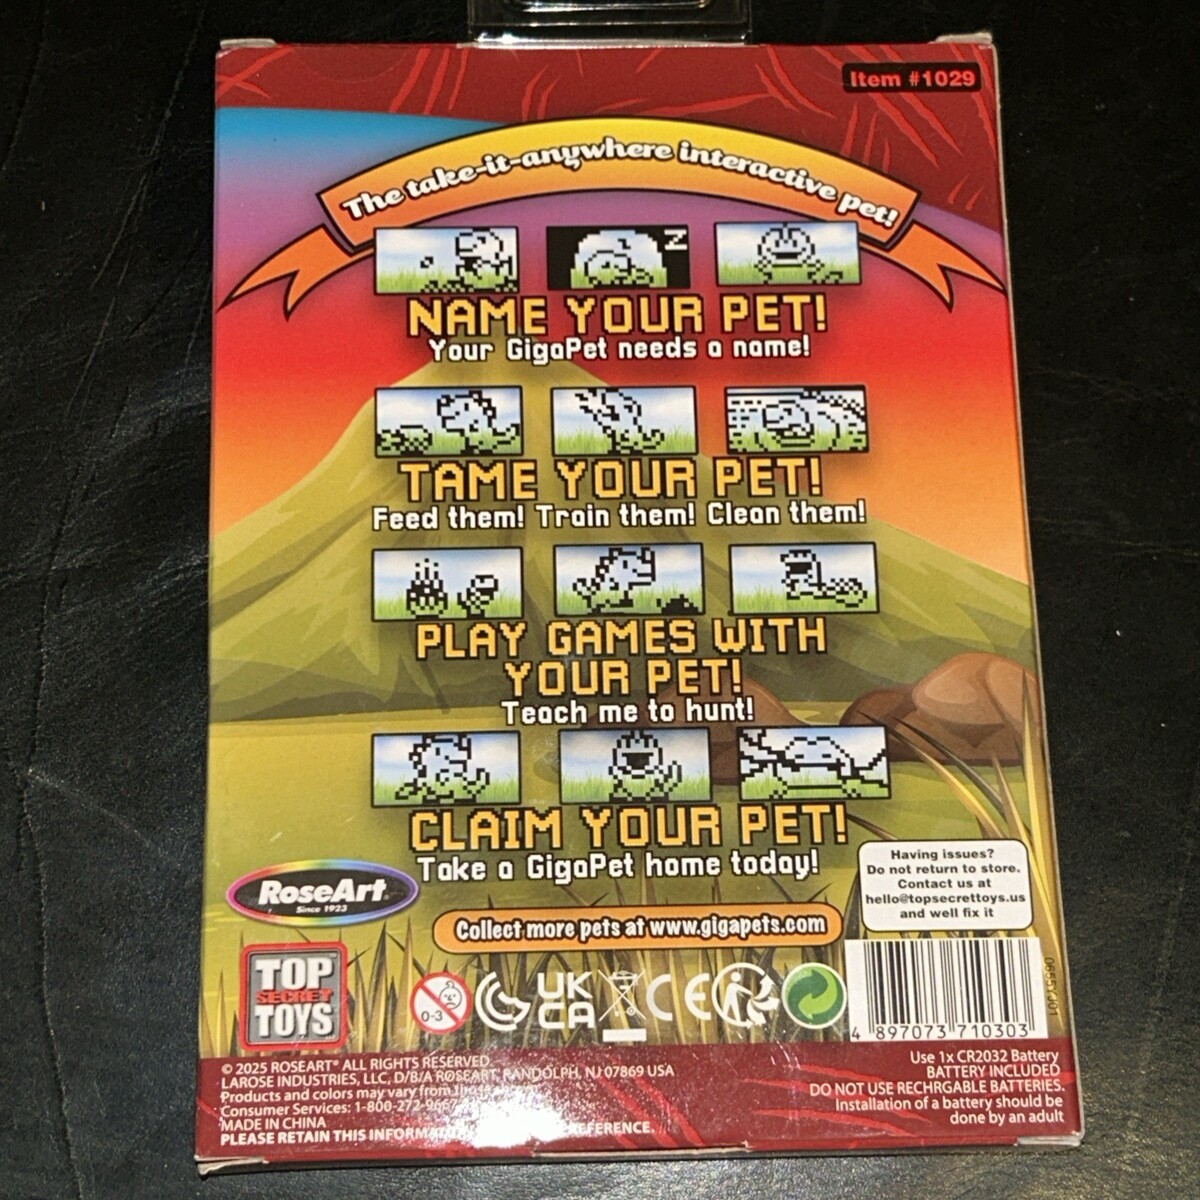 Item #1029
The take-it-anywhere interactive pet!
Z
NAME YOUR PET!
Your GigaPet needs a name!
TAME YOUR PET!
Feed them! Train them! Clean them!
PLAY GAMES WITH
YOUR PET!
Teach me to hunt!
CLAIM YOUR PET!
Take a GigaPet home today!
Having issues?
Do not return to store.
Contact us at
hello@topsecrettoys.us
and well fix it
RoseArt®
Since 1923
Collect more pets at www.gigapets.com
TOP
SECRET
TOYS
0-3
UK
CA
CE
4 897073 710303
© 2025 ROSEART® ALL RIGHTS RESERVED.
LAROSE INDUSTRIES, LLC, D/B/A ROSEART, RANDOLPH, NJ 07869 USA
Products and colors may vary from
Consumer Services: 1-800-272-9667
MADE IN CHINA
PLEASE RETAIN THIS INFORMATION REFERENCE.
Use 1x CR2032 Battery
BATTERY INCLUDED
DO NOT USE RECHRGABLE BATTERIES.
Installation of a battery should be
done by an adult